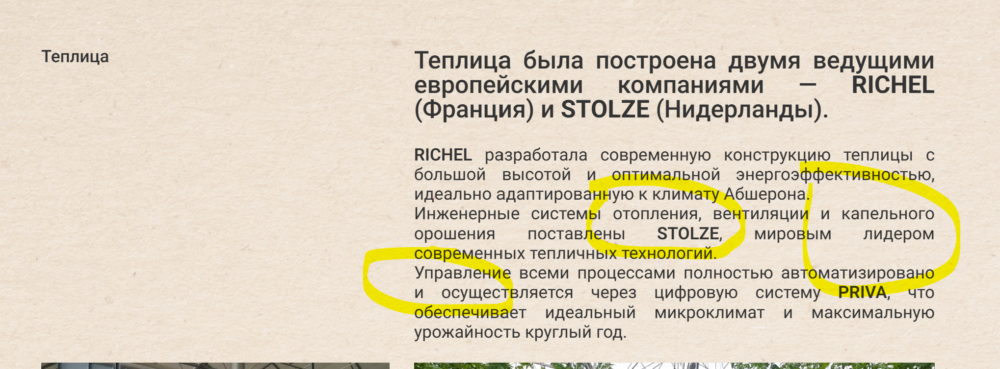 Теплица
Теплица была построена двумя ведущими
европейскими компаниями — RICHEL
(Франция) и STOLZE (Нидерланды).
RICHEL разработала современную конструкцию теплицы с
большой высотой и оптимальной энергоэффективностью,
идеально адаптированную к климату Абшерона.
Инженерные системы отопления, вентиляции и капельного
орошения поставлены STOLZE, мировым лидером
современных тепличных технологий.
Управление всеми процессами полностью автоматизировано
и осуществляется через цифровую систему PRIVA, что
обеспечивает идеальный микроклимат и максимальную
урожайность круглый год.